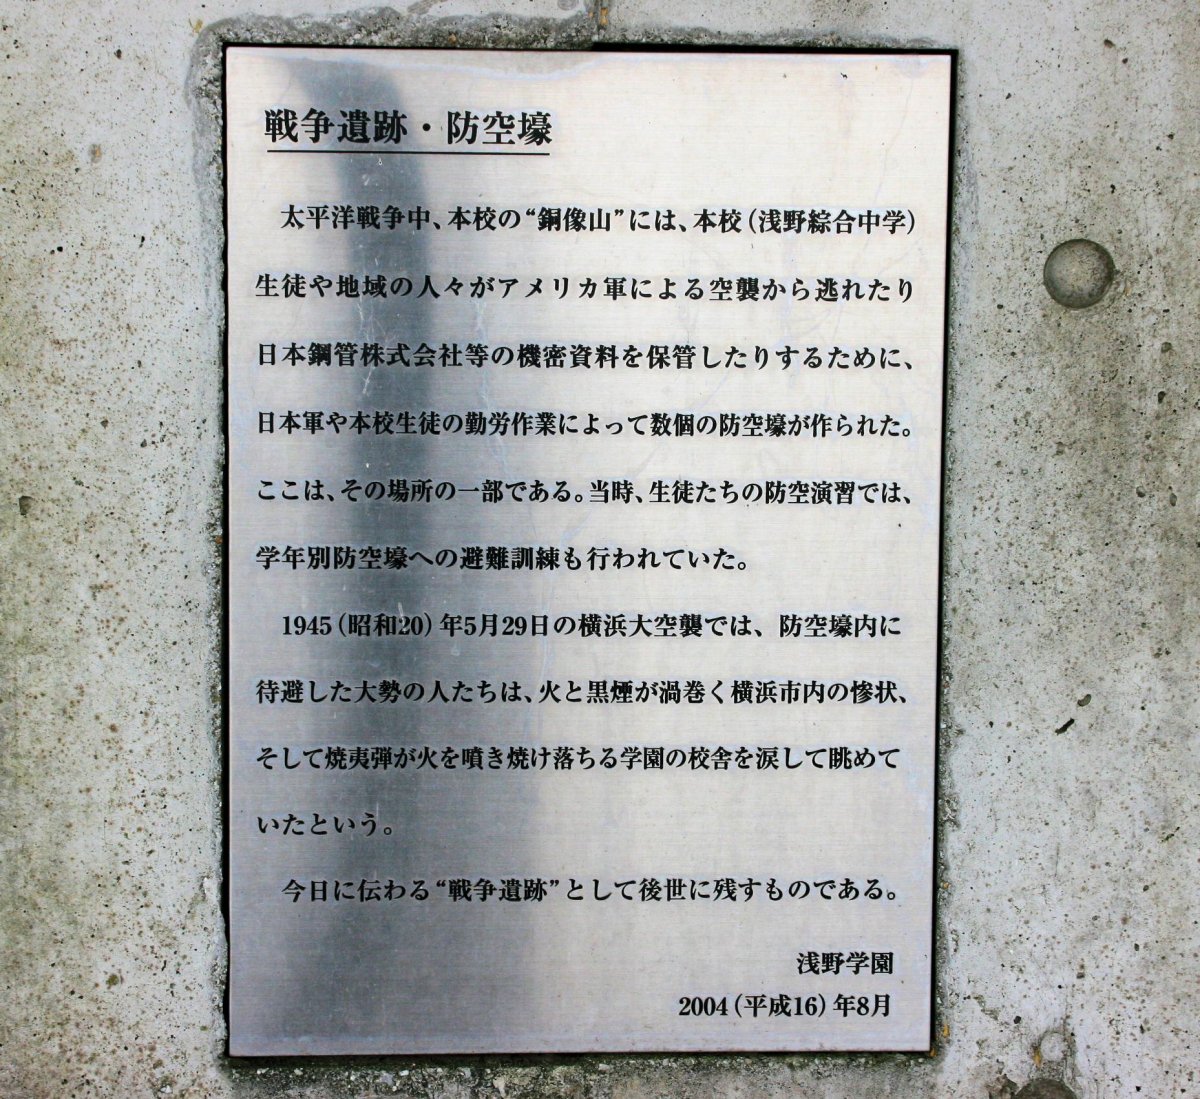 戦争遺跡・防空壕
太平洋戦争中、本校の“銅像山”には、本校（浅野綜合中学）
生徒や地域の人々がアメリカ軍による空襲から逃れたり
日本鋼管株式会社等の機密資料を保管したりするために、
日本軍や本校生徒の勤労作業によって数個の防空壕が作られた。
ここは、その場所の一部である。当時、生徒たちの防空演習では、
学年別防空壕への避難訓練も行われていた。
1945（昭和20）年5月29日の横浜大空襲では、防空壕内に
待避した大勢の人たちは、火と黒煙が渦巻く横浜市内の惨状、
そして焼夷弾が火を噴き焼け落ちる学園の校舎を涙して眺めて
いたという。
今日に伝わる“戦争遺跡”として後世に残すものである。
浅野学園
2004（平成16）年8月